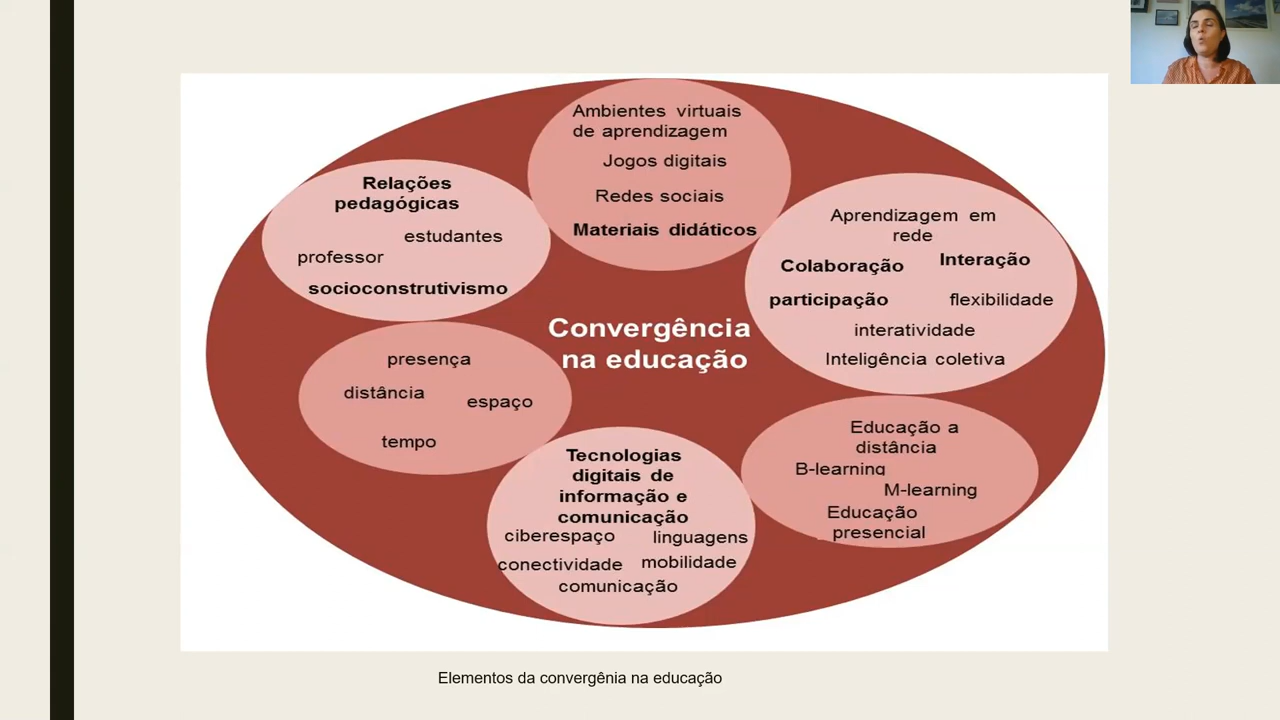 Ambientes virtuais
de aprendizagem
Jogos digitais
Redes sociais
Materiais didáticos
Relações
pedagógicas
estudantes
professor
socioconstrutivismo
Aprendizagem em
rede
Colaboração Interação
participação flexibilidade
interatividade
Inteligência coletiva
Convergência
na educação
presença
distância
espaço
tempo
Educação a
distância
B-learning
M-learning
Educação
presencial
Tecnologias
digitais de
informação e
comunicação
ciberespaço linguagens
conectividade mobilidade
comunicação
Elementos da convergênia na educação